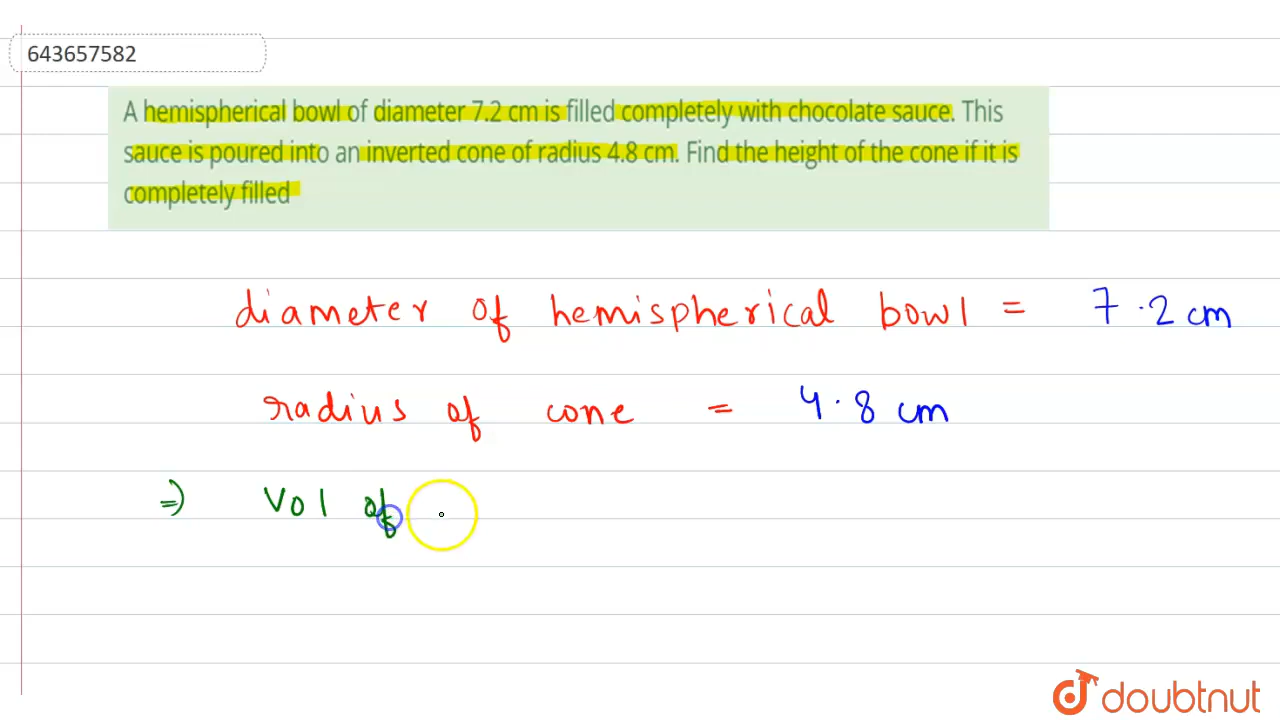 643657582
A hemispherical bowl of diameter 7.2 cm is filled completely with chocolate sauce. This
sauce is poured into an inverted cone of radius 4.8 cm. Find the height of the cone if it is
completely filled
diameter of hemispherical bowl = 7.2 cm
radius of cone = 4.8 cm
⇒ Vol of
doubtnut